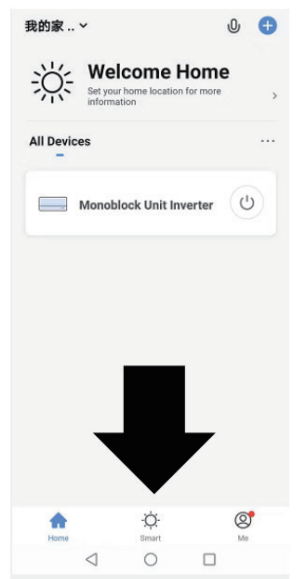 我的家 ..
Welcome Home
Set your home location for more
information
All Devices
Monoblock Unit Inverter
Home
Smart
Me